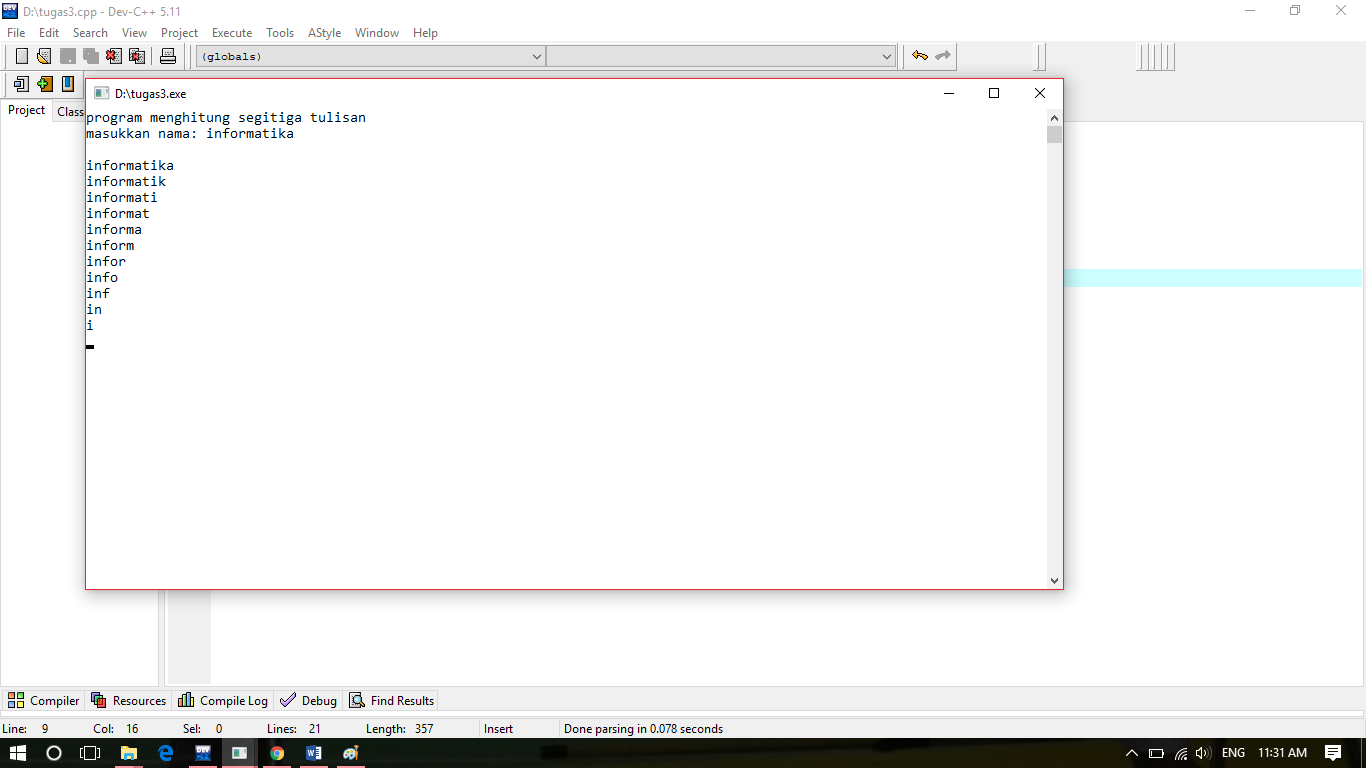 D:\tugas3.cpp - Dev-C++ 5.11
File Edit Search View Project Execute Tools AStyle Window Help
(globals)
D:\tugas3.exe
Project Class
program menghitung segitiga tulisan
masukkan nama: informatika
informatika
informatik
informati
informat
informa
inform
infor
info
inf
in
i
Compiler Resources Compile Log Debug Find Results
Line: 9 Col: 16 Sel: 0 Lines: 21 Length: 357 Insert Done parsing in 0.078 seconds
ENG 11:31 AM